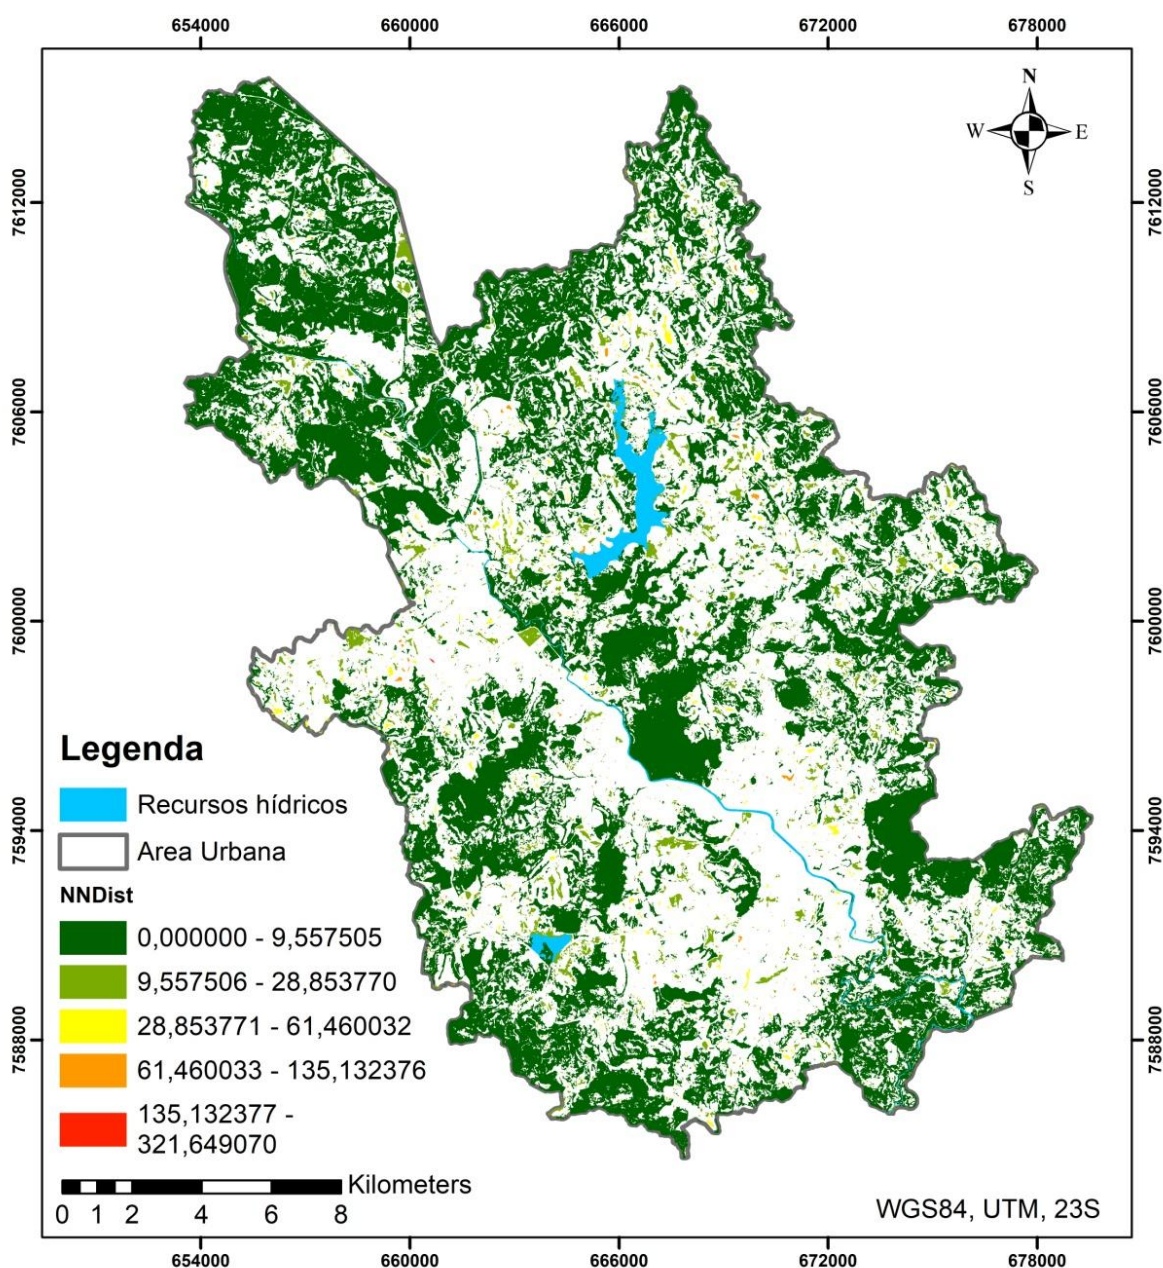 654000 660000 666000 672000 678000
N
W E
S
7612000 7612000
7606000 7606000
7600000 7600000
7594000 7594000
7588000 7588000
Legenda
Recursos hídricos
Area Urbana
NNDist
0,000000 - 9,557505
9,557506 - 28,853770
28,853771 - 61,460032
61,460033 - 135,132376
135,132377 -
321,649070
Kilometers
0 1 2 4 6 8
WGS84, UTM, 23S
654000 660000 666000 672000 678000